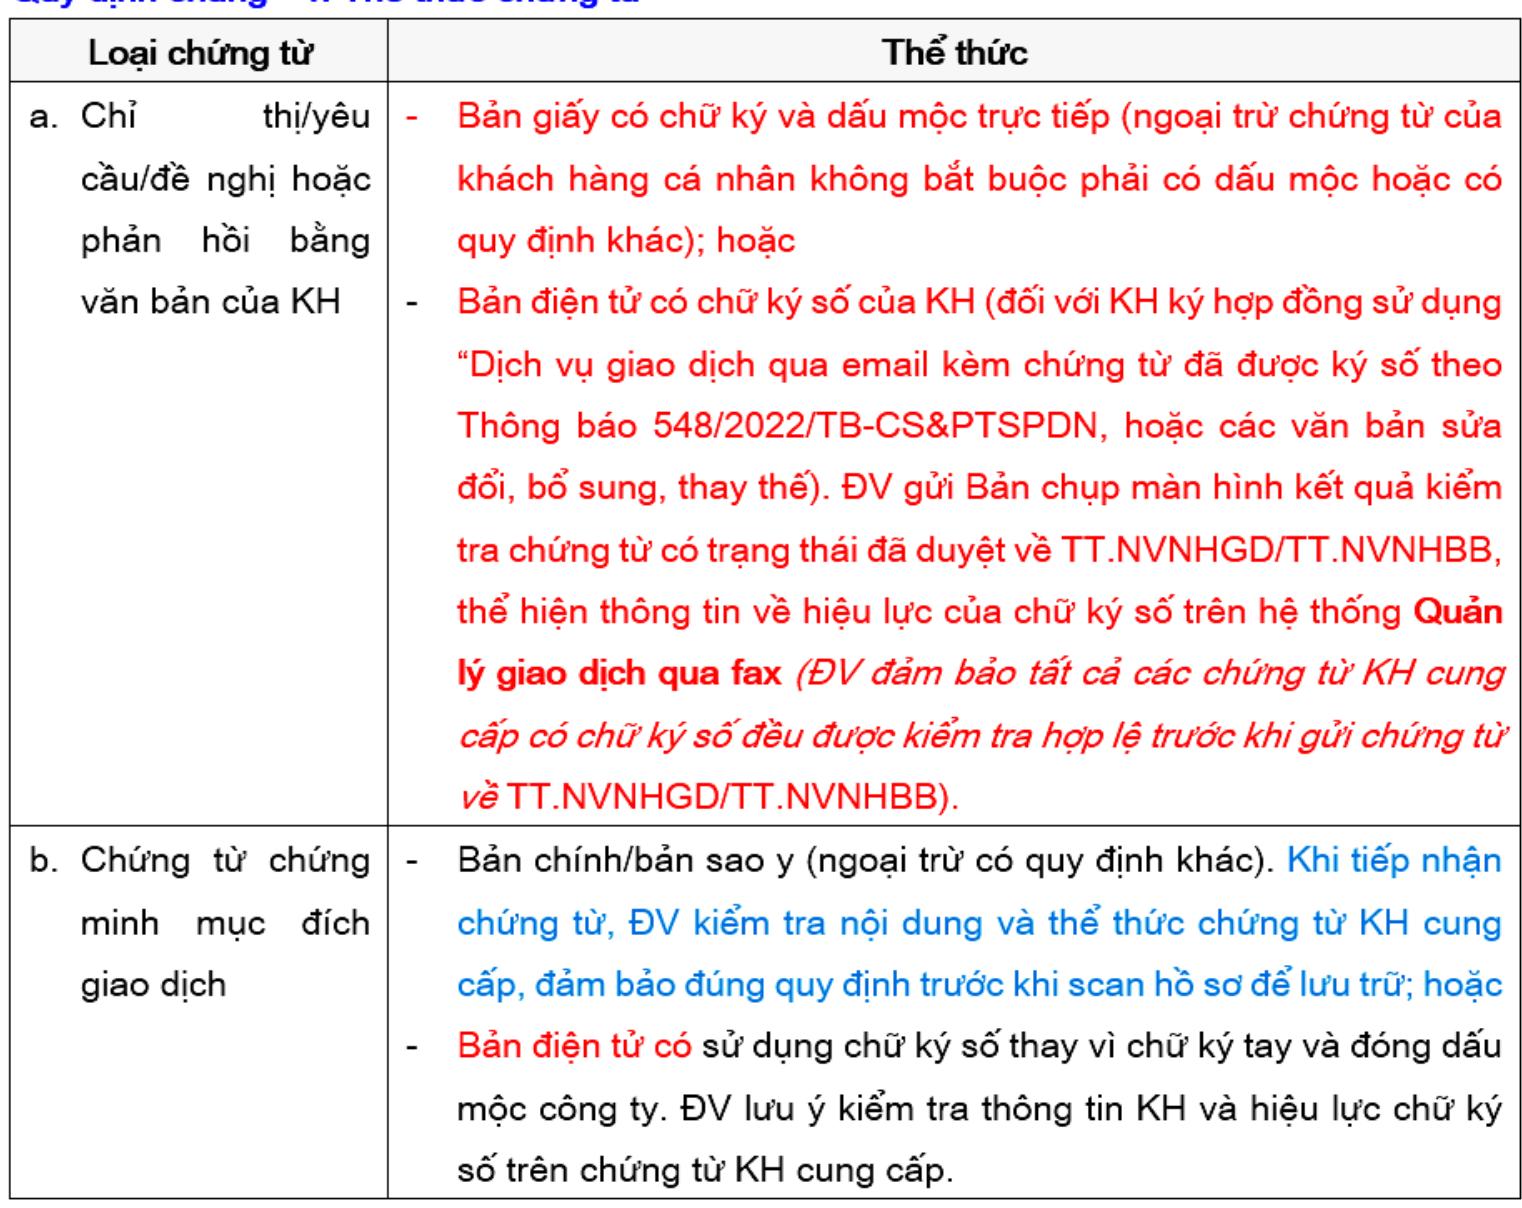 Quy định chung - 1. Thể thức chứng từ
Loại chứng từ
Thể thức
a. Chỉ thị/yêu
cầu/đề nghị hoặc
phản hồi bằng
văn bản của KH
- Bản giấy có chữ ký và dấu mộc trực tiếp (ngoại trừ chứng từ của
khách hàng cá nhân không bắt buộc phải có dấu mộc hoặc có
quy định khác); hoặc
- Bản điện tử có chữ ký số của KH (đối với KH ký hợp đồng sử dụng
“Dịch vụ giao dịch qua email kèm chứng từ đã được ký số theo
Thông báo 548/2022/TB-CS&PTSPDN, hoặc các văn bản sửa
đổi, bổ sung, thay thế). ĐV gửi Bản chụp màn hình kết quả kiểm
tra chứng từ có trạng thái đã duyệt về TT.NVNHGD/TT.NVNHBB,
thể hiện thông tin về hiệu lực của chữ ký số trên hệ thống Quản
lý giao dịch qua fax (ĐV đảm bảo tất cả các chứng từ KH cung
cấp có chữ ký số đều được kiểm tra hợp lệ trước khi gửi chứng từ
về TT.NVNHGD/TT.NVNHBB).
b. Chứng từ chứng
minh mục đích
giao dịch
- Bản chính/bản sao y (ngoại trừ có quy định khác). Khi tiếp nhận
chứng từ, ĐV kiểm tra nội dung và thể thức chứng từ KH cung
cấp, đảm bảo đúng quy định trước khi scan hồ sơ để lưu trữ; hoặc
- Bản điện tử có sử dụng chữ ký số thay vì chữ ký tay và đóng dấu
mộc công ty. ĐV lưu ý kiểm tra thông tin KH và hiệu lực chữ ký
số trên chứng từ KH cung cấp.